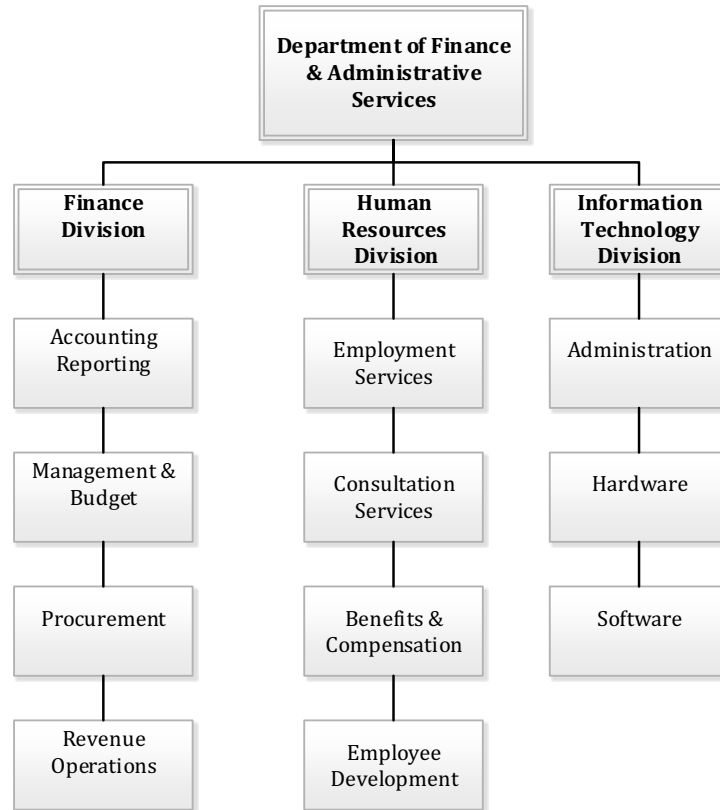 Department of Finance
& Administrative
Services
Finance
Division
Human
Resources
Division
Information
Technology
Division
Accounting
Reporting
Employment
Services
Administration
Management &
Budget
Consultation
Services
Hardware
Procurement
Benefits &
Compensation
Software
Revenue
Operations
Employee
Development